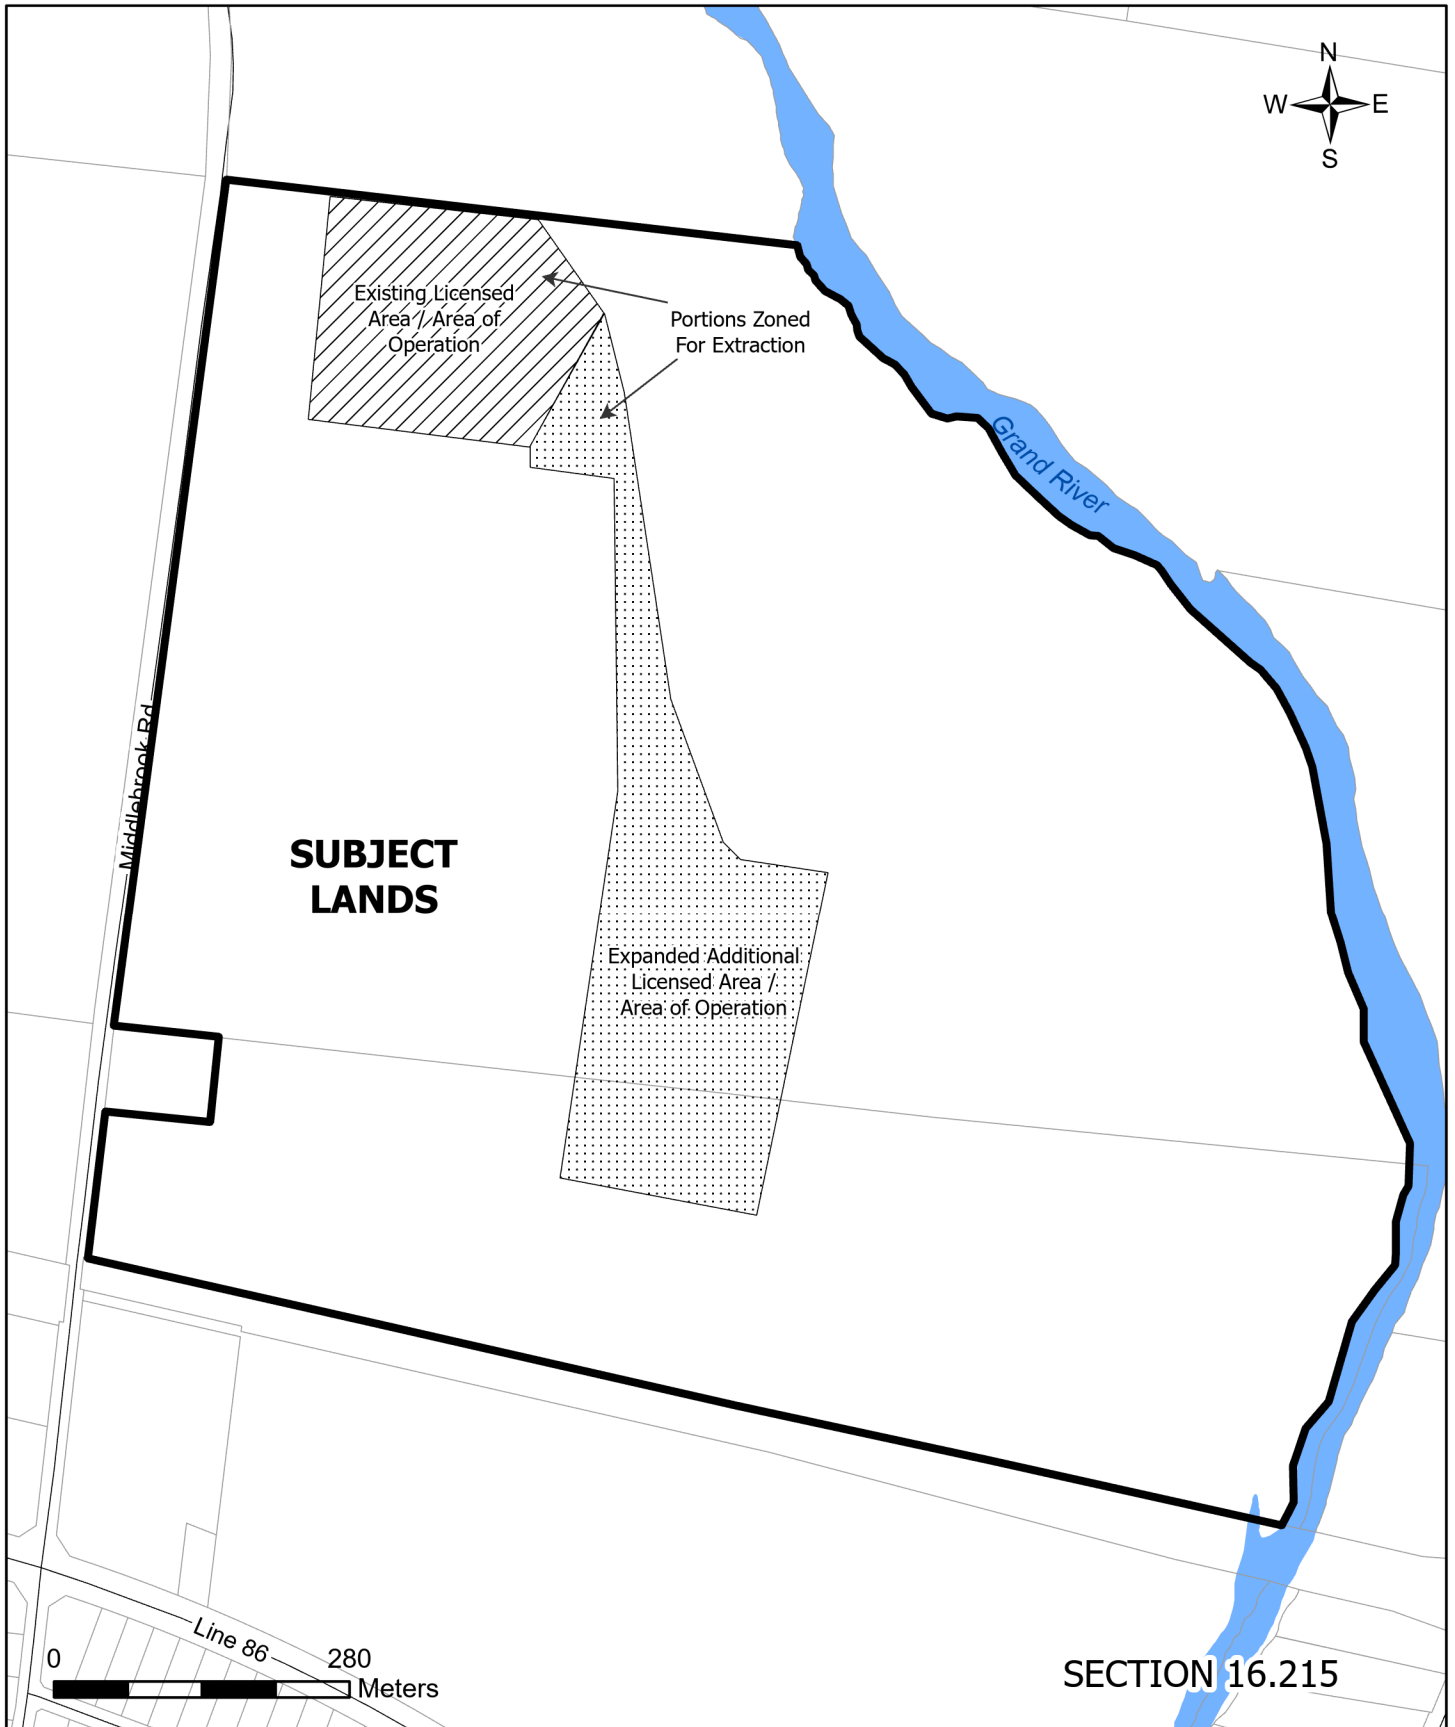 N
W E
S
Existing Licensed
Area / Area of
Operation
Portions Zoned
For Extraction
Grand River
Middlebrook Rd
SUBJECT
LANDS
Expanded Additional
Licensed Area /
Area of Operation
Line 86
0 280
Meters
SECTION 16.215